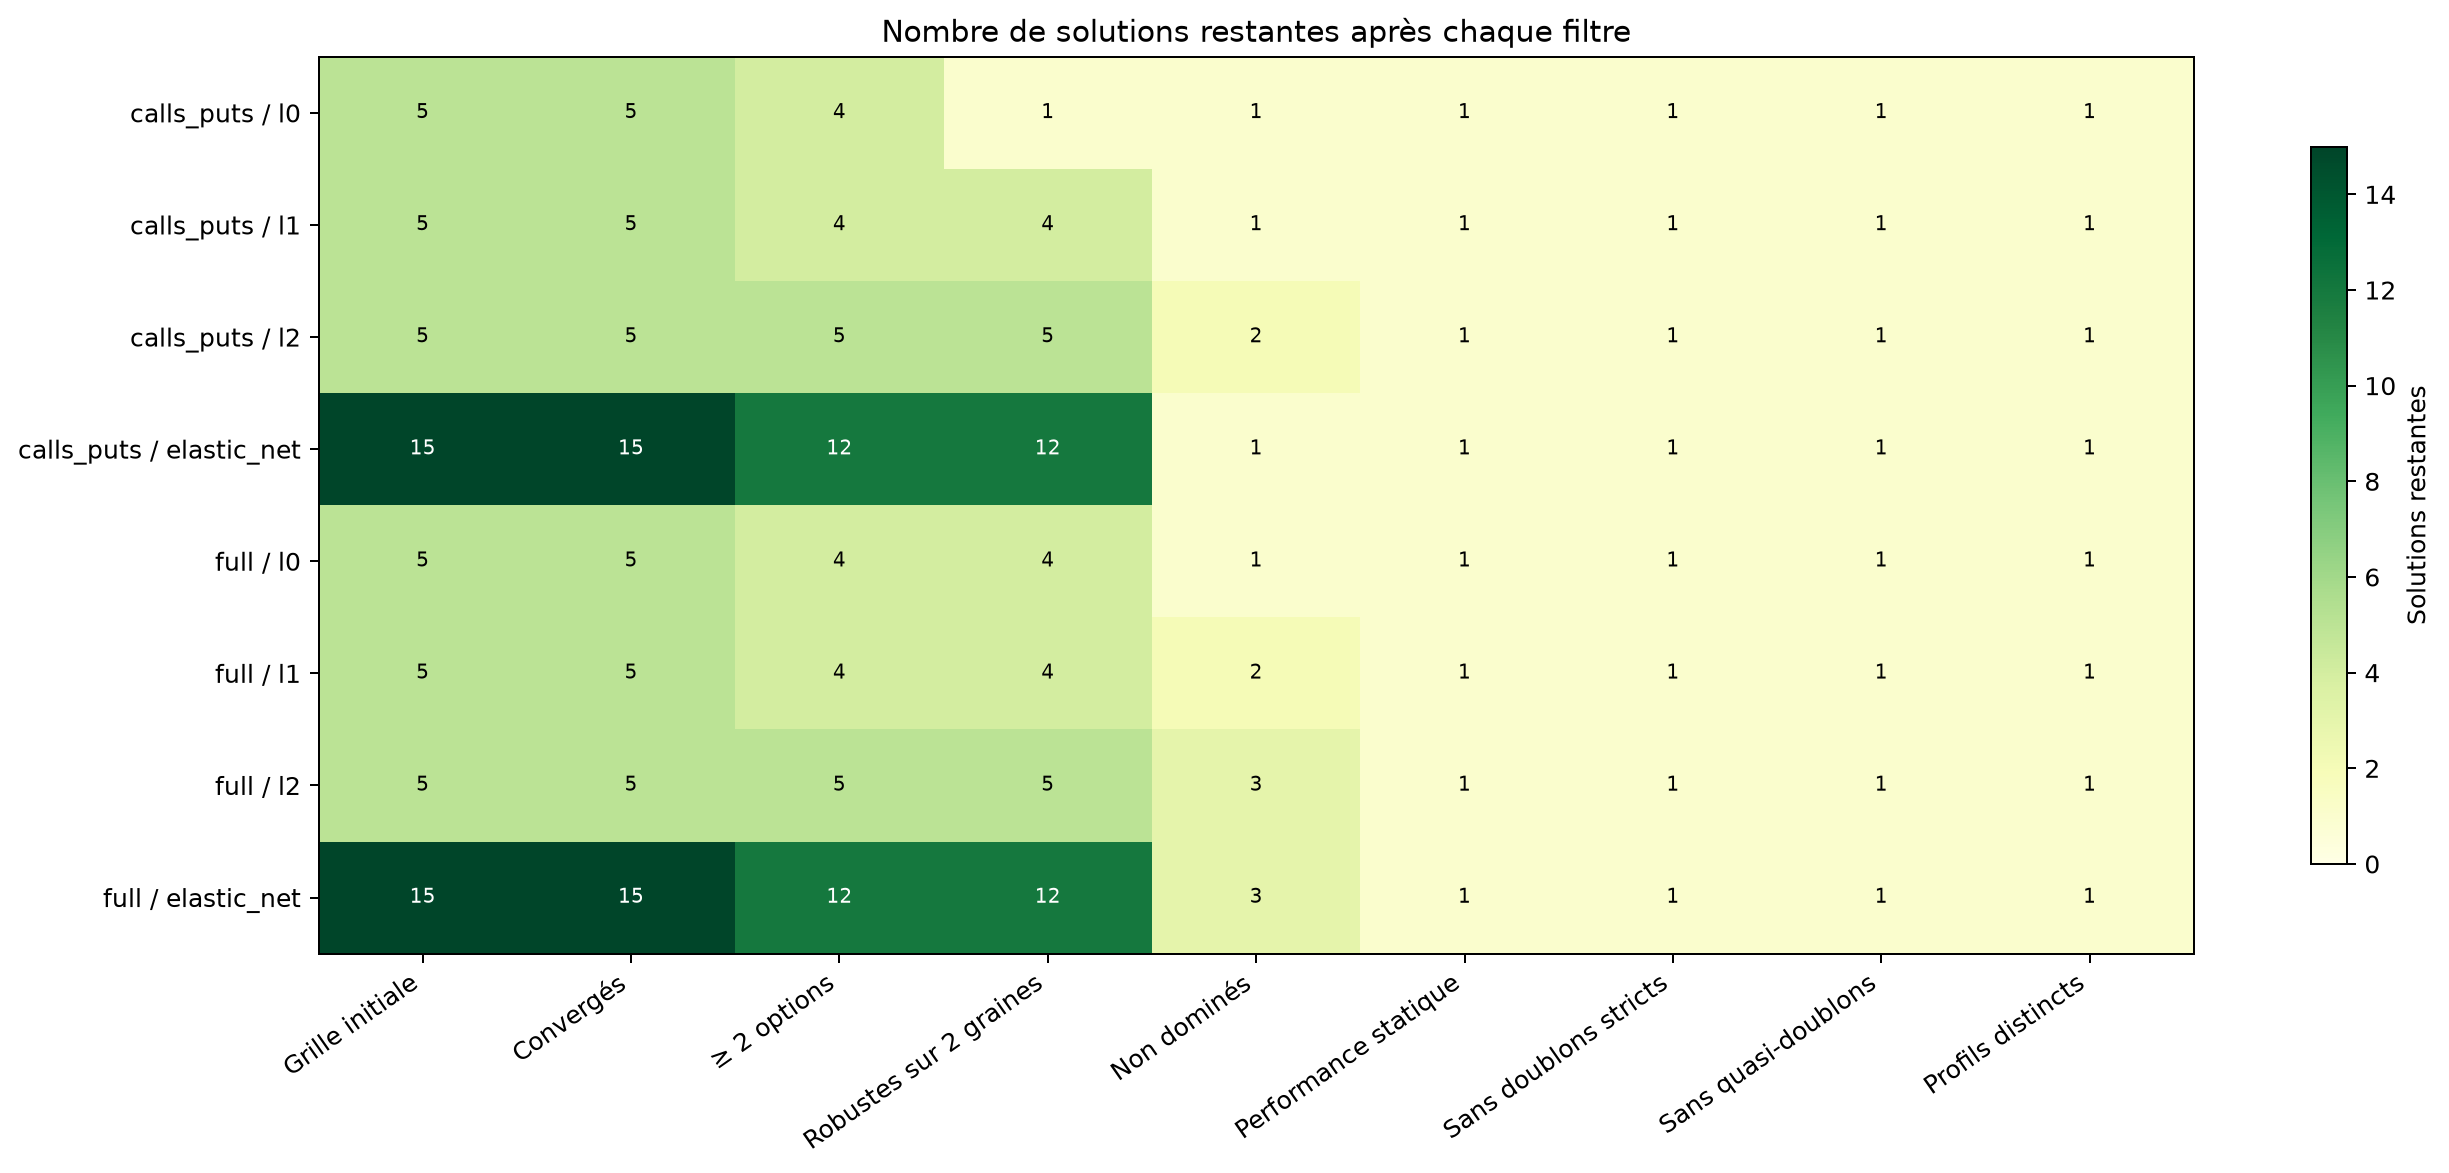 Nombre de solutions restantes après chaque filtre
calls_puts / l0 5 5 4 1 1 1 1 1 1
calls_puts / l1 5 5 4 4 1 1 1 1 1
calls_puts / l2 5 5 5 5 2 1 1 1 1
calls_puts / elastic_net 15 15 12 12 1 1 1 1 1
full / l0 5 5 4 4 1 1 1 1 1
full / l1 5 5 4 4 2 1 1 1 1
full / l2 5 5 5 5 3 1 1 1 1
full / elastic_net 15 15 12 12 3 1 1 1 1
Grille initiale
Convergés
≥ 2 options
Robustes sur 2 graines
Non dominés
Performance statique
Sans doublons stricts
Sans quasi-doublons
Profils distincts
14
12
10
8
6
4
2
0
Solutions restantes